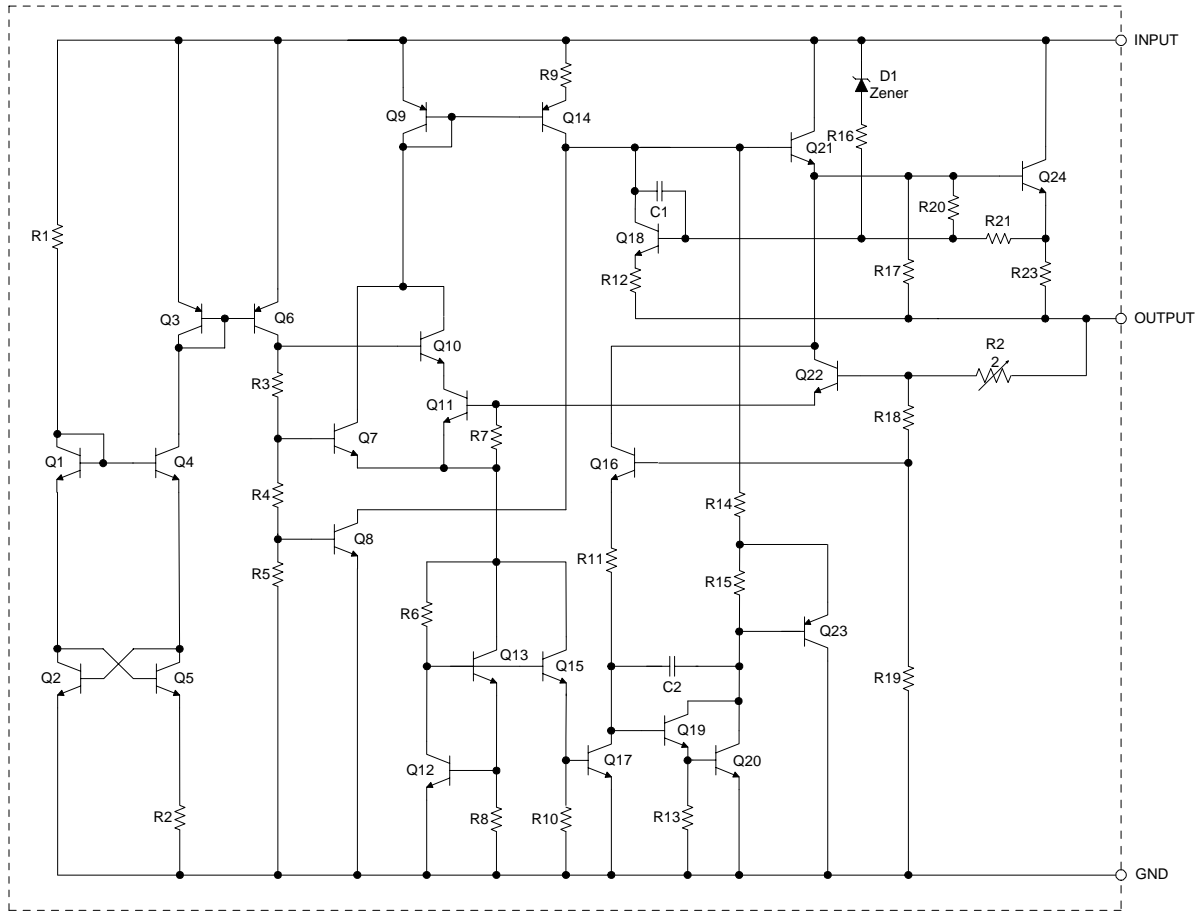 INPUT
R9
D1
Zener
Q9
Q14
Q21
R16
Q24
R20
C1
R21
R1
Q18
R12
R17
R23
Q3
Q6
OUTPUT
Q10
R2
2
R3
Q22
Q11
R18
R7
Q7
Q1
Q4
Q16
R4
R14
Q8
R11
R5
R15
R6
Q23
Q13
Q15
Q2
Q5
C2
R19
Q19
Q12
Q17
Q20
R2
R8
R10
R13
GND